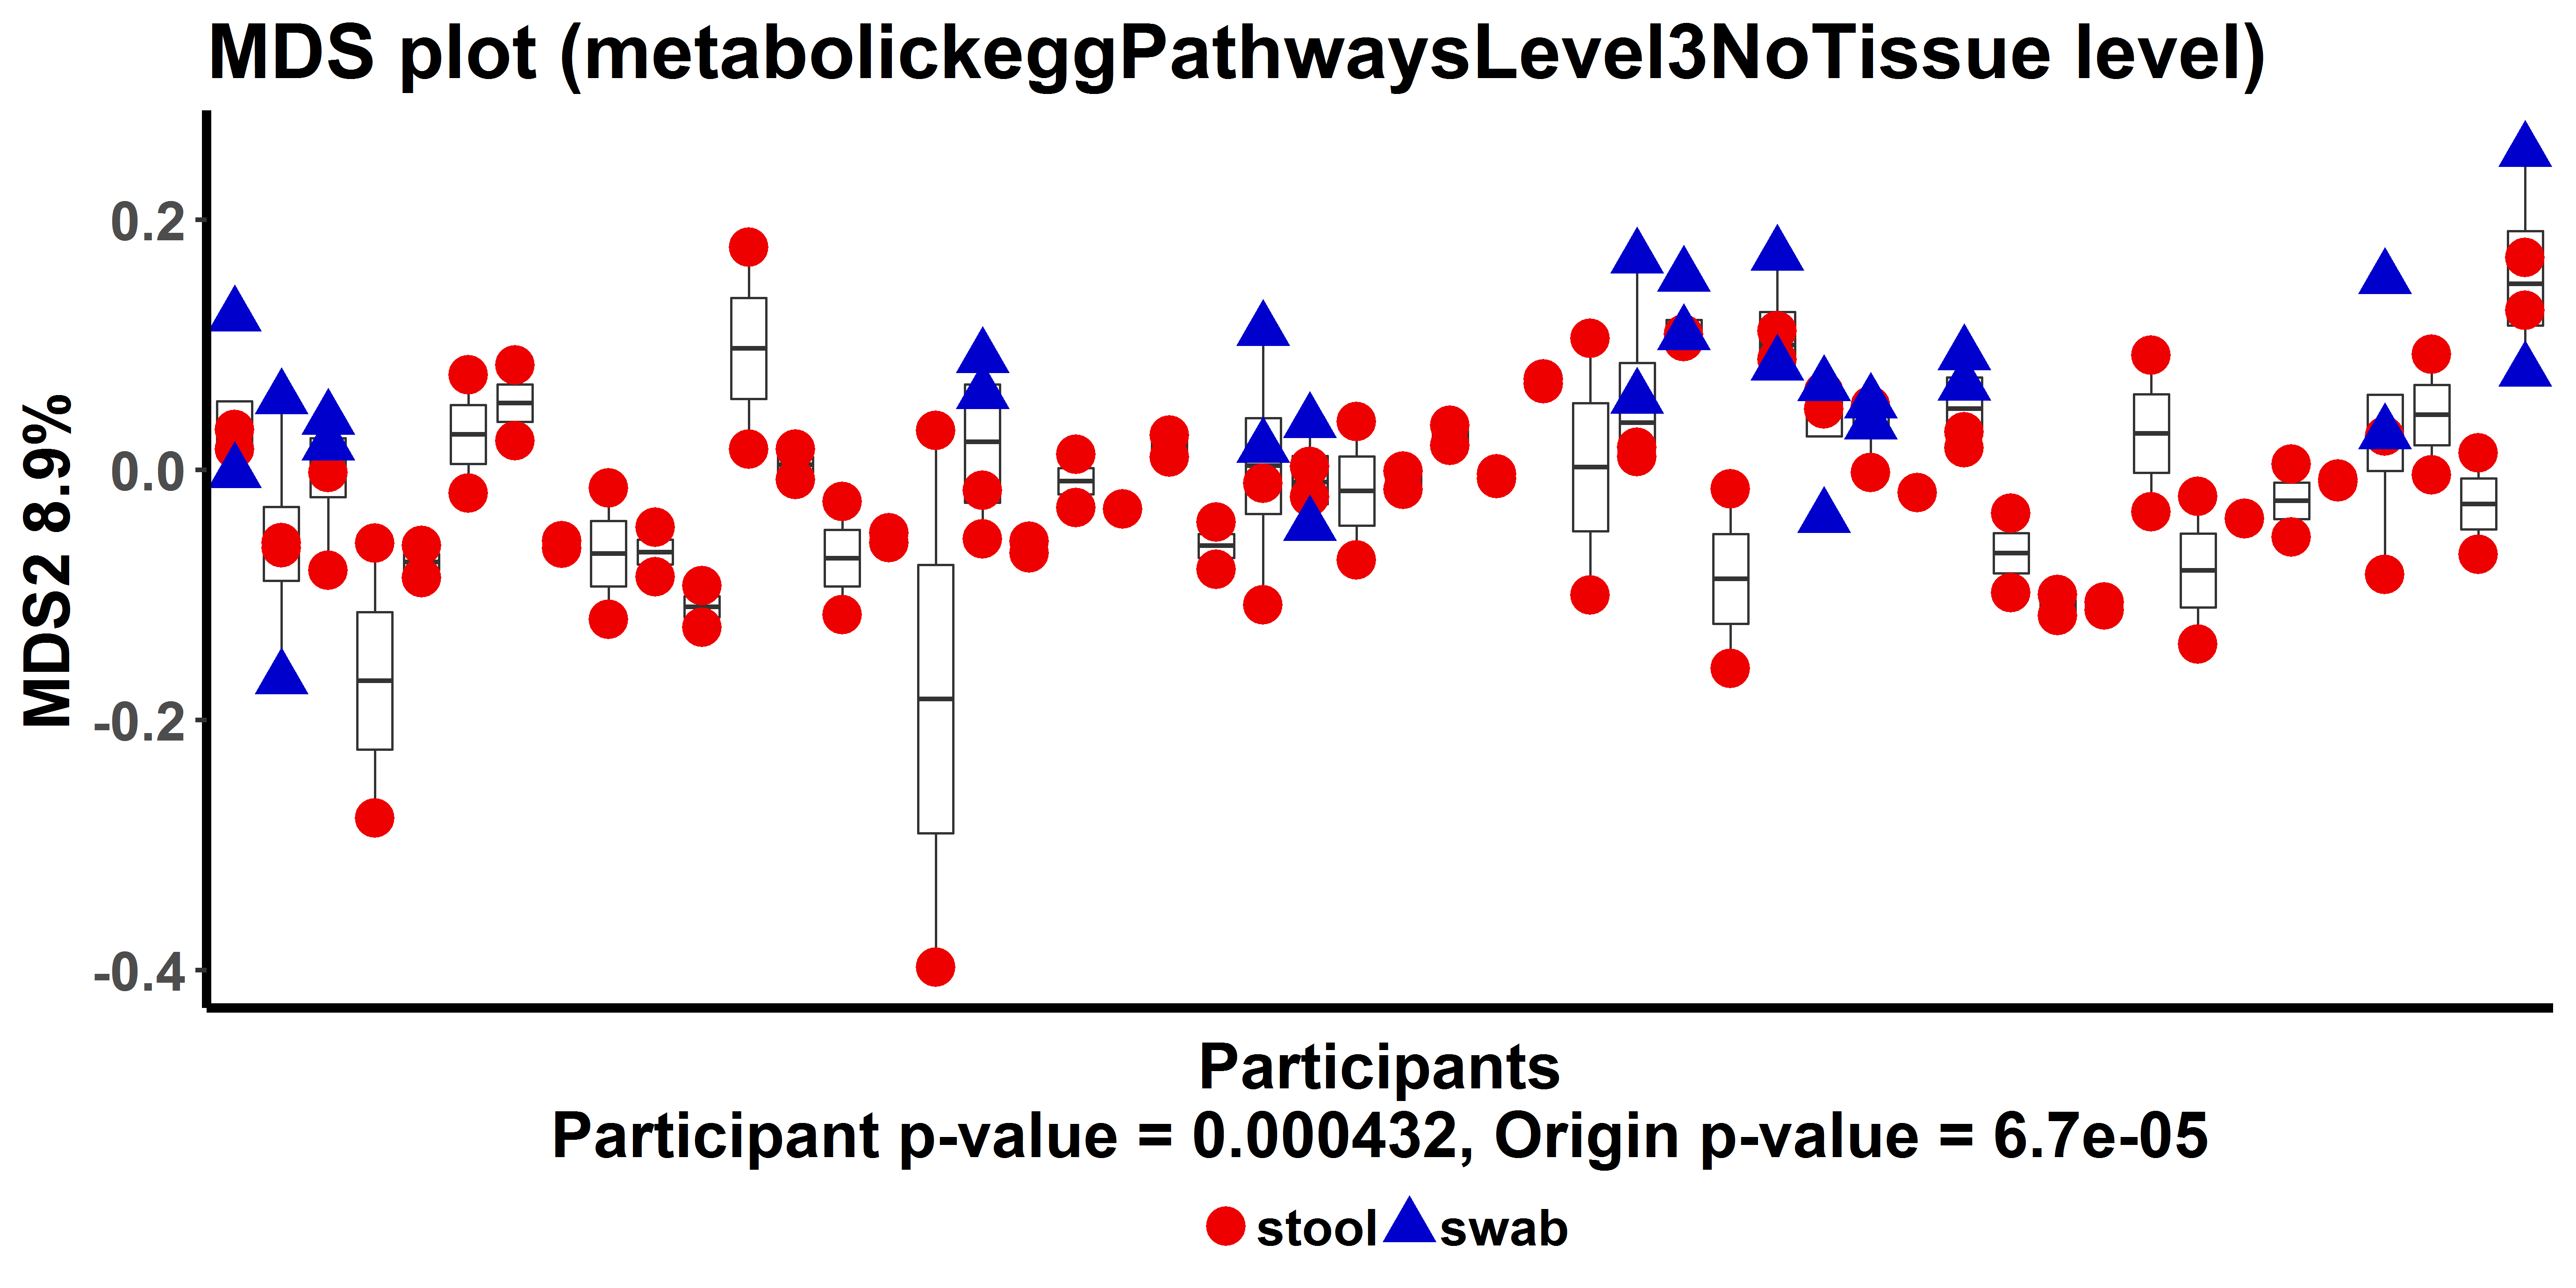 MDS plot (metabolickeggPathwaysLevel3NoTissue level)
MDS2 8.9%
0.2
0.0
-0.2
-0.4
Participants
Participant p-value = 0.000432, Origin p-value = 6.7e-05
stool swab